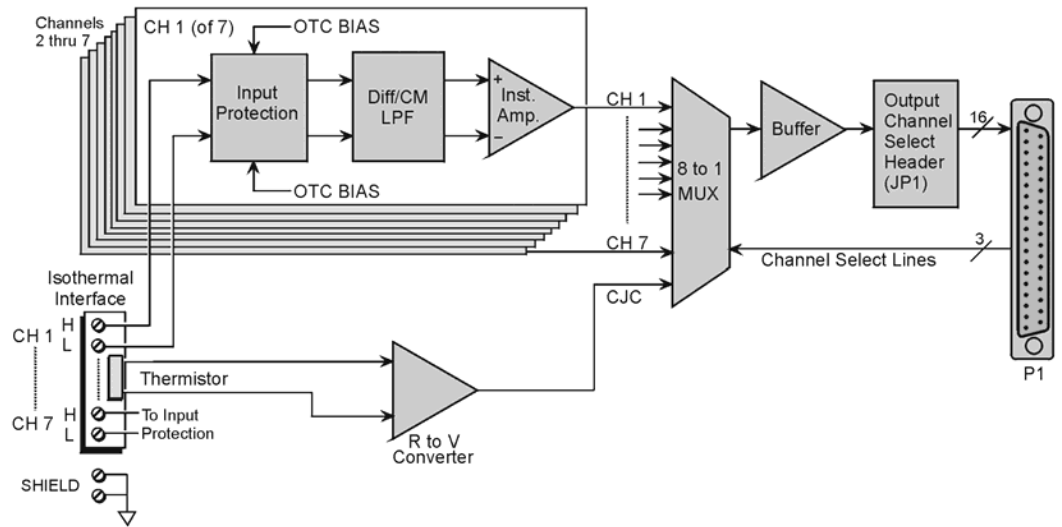 Channels
2 thru 7
CH 1 (of 7)
OTC BIAS
Input
Protection
Diff/CM
LPF
+
Inst.
Amp.
−
OTC BIAS
CH 1
8 to 1
MUX
Buffer
Output
Channel
Select
Header
(JP1)
16
CH 7
3
Channel Select Lines
CJC
P1
Isothermal
Interface
CH 1
H
L
Thermistor
CH 7
H
L
To Input
Protection
R to V
Converter
SHIELD